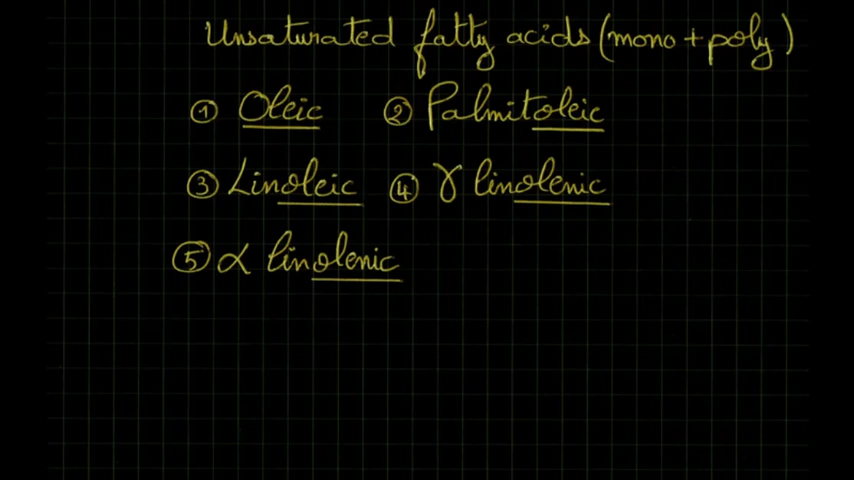 Unsaturated fatty acids (mono + poly)
① Oleic ② Palmitoleic
③ Linoleic ④ γ linolenic
⑤ α linolenic